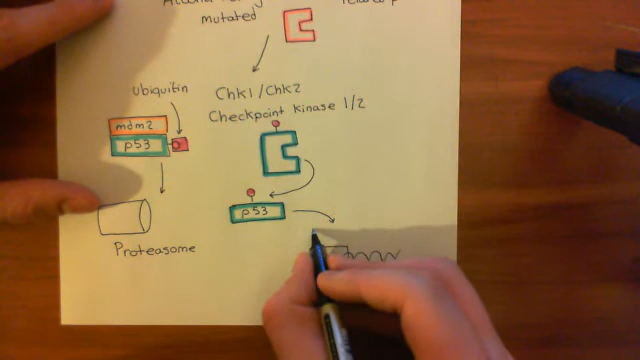 mutated
Ubiquitin
Chk1/Chk2
Checkpoint kinase 1/2
mdm2
p53
p53
Proteasome